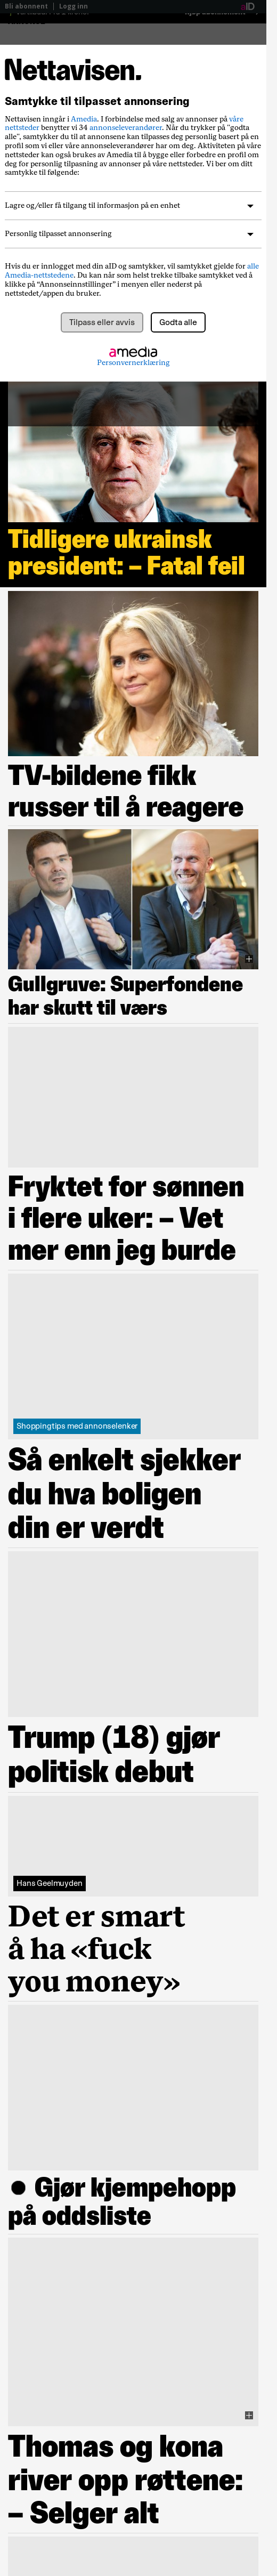 Bli abonnent | Logg inn
aID
Nettavisen.
Samtykke til tilpasset annonsering
Nettavisen inngår i Amedia. I forbindelse med salg av annonser på våre
nettsteder benytter vi 34 annonseleverandører. Når du trykker på "godta
alle", samtykker du til at annonsene kan tilpasses deg personlig basert på en
profil som vi eller våre annonseleverandører har om deg. Aktiviteten på våre
nettsteder kan også brukes av Amedia til å bygge eller forbedre en profil om
deg for personlig tilpasning av annonser på våre nettsteder. Vi ber om ditt
samtykke til følgende:
Lagre og/eller få tilgang til informasjon på en enhet
Personlig tilpasset annonsering
Hvis du er innlogget med din aID og samtykker, vil samtykket gjelde for alle
Amedia-nettstedene. Du kan når som helst trekke tilbake samtykket ved å
klikke på “Annonseinnstillinger” i menyen eller nederst på
nettstedet/appen du bruker.
Tilpass eller avvis
Godta alle
amedia
Personvernerklæring
Tidligere ukrainsk
president: – Fatal feil
TV-bildene fikk
russer til å reagere
Gullgruve: Superfondene
har skutt til værs
Fryktet for sønnen
i flere uker: – Vet
mer enn jeg burde
Shoppingtips med annonselenker
Så enkelt sjekker
du hva boligen
din er verdt
Trump (18) gjør
politisk debut
Hans Geelmuyden
Det er smart
å ha «fuck
you money»
● Gjør kjempehopp
på oddsliste
Thomas og kona
river opp røttene:
– Selger alt